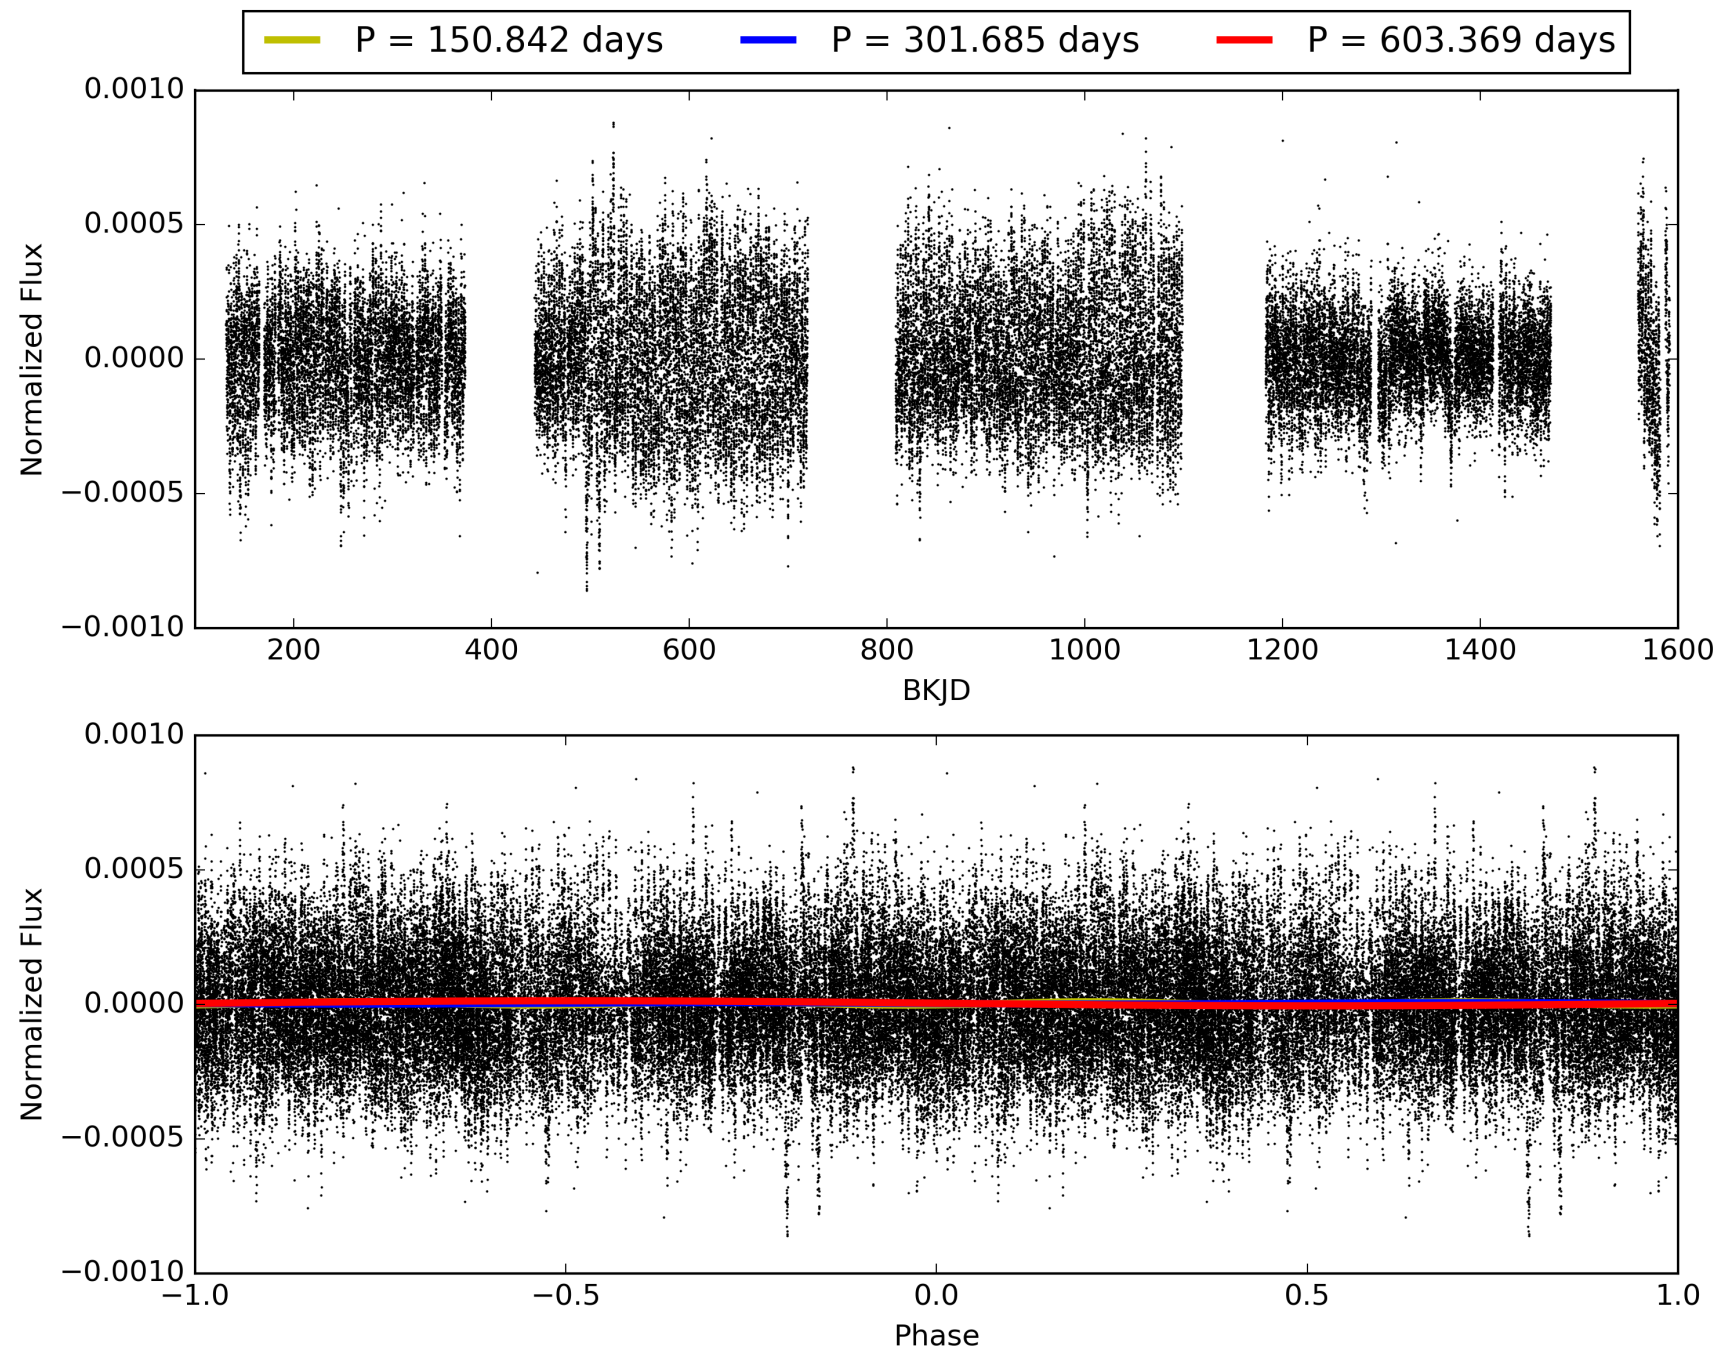 P = 150.842 days P = 301.685 days P = 603.369 days
0.0010
0.0005
0.0000
−0.0005
−0.0010
Normalized Flux
200 400 600 800 1000 1200 1400 1600
BKJD
0.0010
0.0005
0.0000
−0.0005
−0.0010
Normalized Flux
−1.0 −0.5 0.0 0.5 1.0
Phase